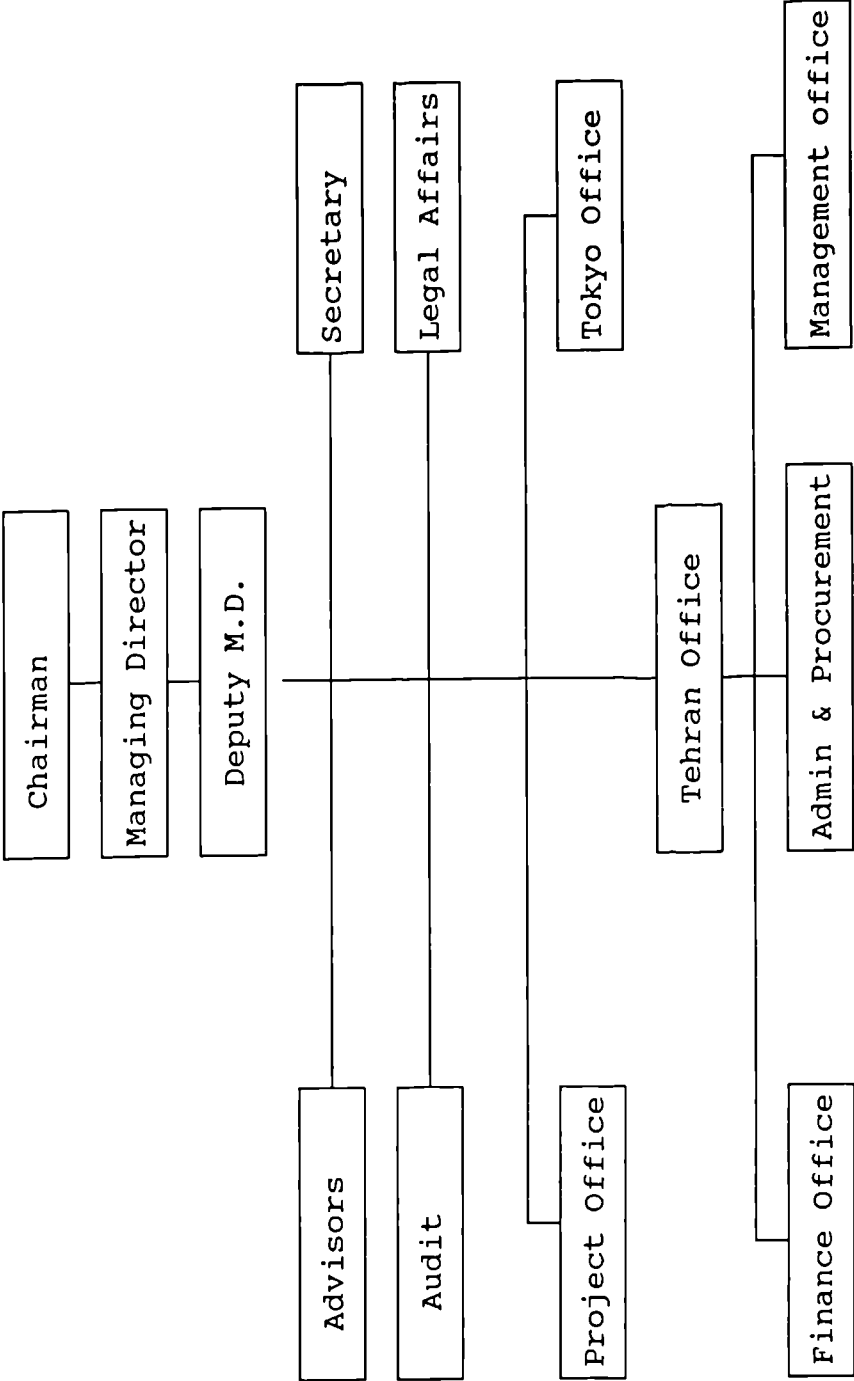 Chairman
Managing Director
Deputy M.D.
Advisors
Secretary
Audit
Legal Affairs
Project Office
Tokyo Office
Tehran Office
Finance Office
Admin & Procurement
Management office